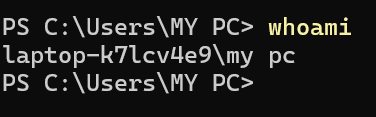 PS C:\Users\MY PC> whoami
laptop-k7lcv4e9\my pc
PS C:\Users\MY PC>